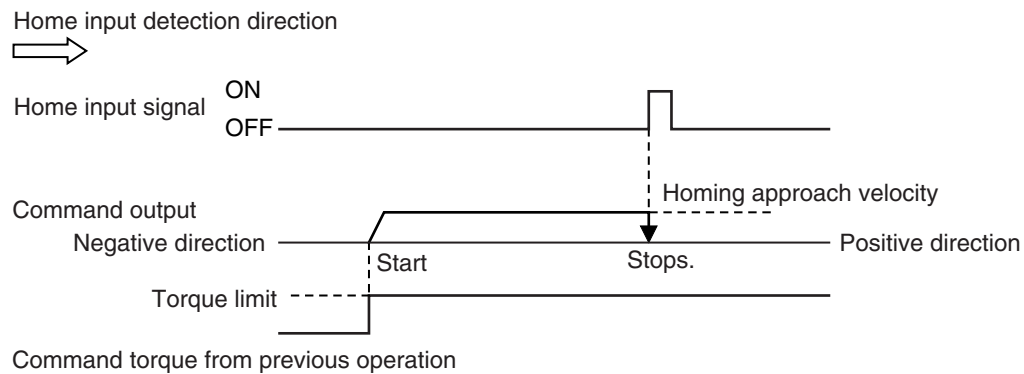 Home input detection direction
Home input signal
ON
OFF
Homing approach velocity
Command output
Negative direction
Positive direction
Start
Stops.
Torque limit
Command torque from previous operation